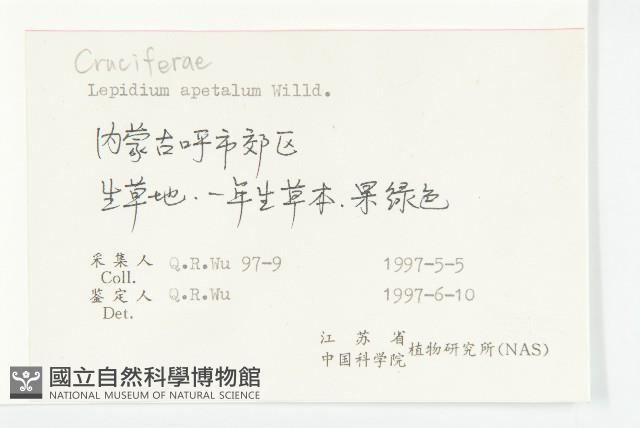 Cruciferae
Lepidium apetalum Willd.
内蒙古呼市郊区
生草地.一年生草本.果绿色
采集人 Q.R.Wu 97-9 1997-5-5
Coll.
鉴定人 Q.R.Wu 1997-6-10
Det.
江苏省
中国科学院 植物研究所(NAS)
國立自然科學博物館
NATIONAL MUSEUM OF NATURAL SCIENCE